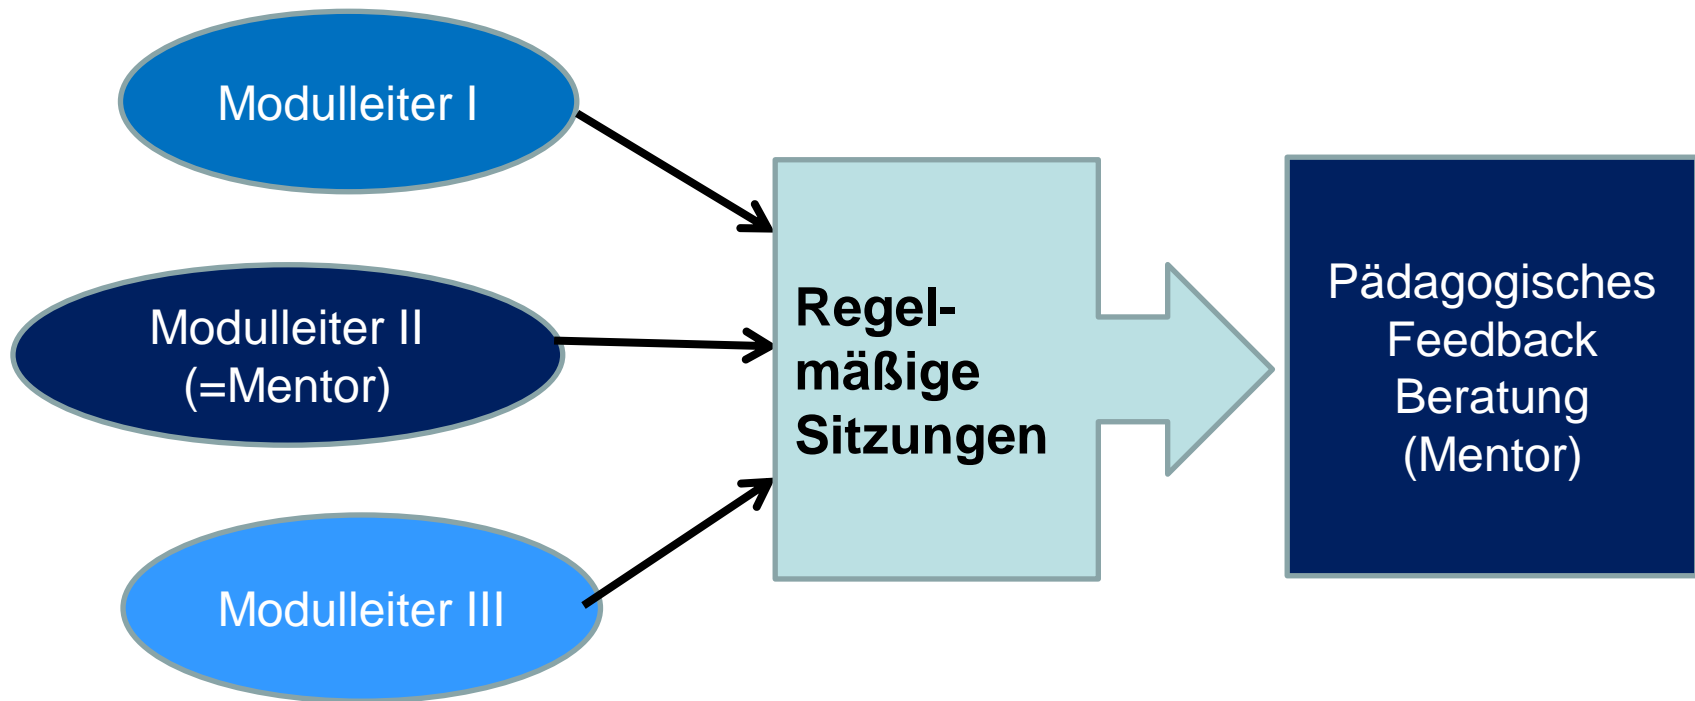 Modulleiter I
Modulleiter II
(=Mentor)
Modulleiter III
Regel-
mäßige
Sitzungen
Pädagogisches
Feedback
Beratung
(Mentor)